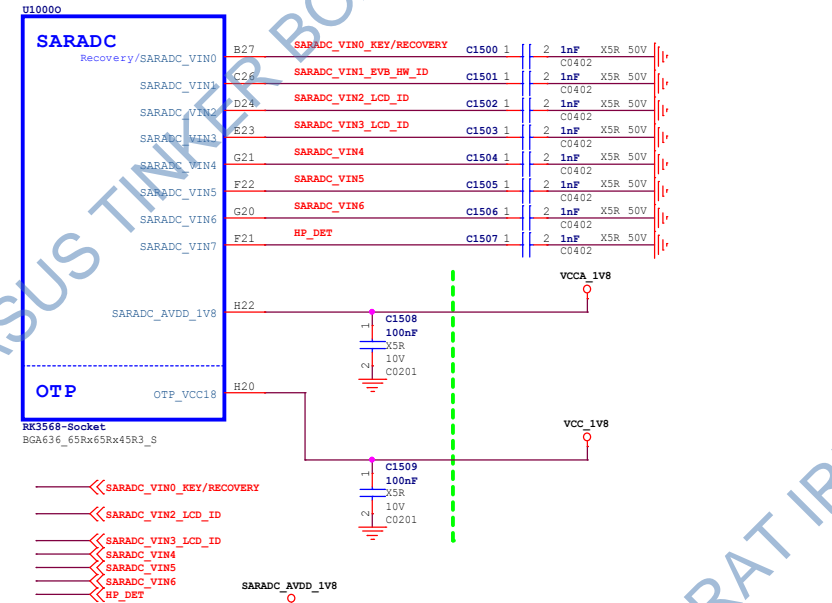 U1000O
SARADC
Recovery/SARADC_VIN0 B27 SARADC_VIN0_KEY/RECOVERY C1500 1 2 1nF X5R 50V
C0402
SARADC_VIN1 C26 SARADC_VIN1_EVB_HW_ID C1501 1 2 1nF X5R 50V
C0402
SARADC_VIN2 D24 SARADC_VIN2_LCD_ID C1502 1 2 1nF X5R 50V
C0402
SARADC_VIN3 E23 SARADC_VIN3_LCD_ID C1503 1 2 1nF X5R 50V
C0402
SARADC_VIN4 G21 SARADC_VIN4 C1504 1 2 1nF X5R 50V
C0402
SARADC_VIN5 F22 SARADC_VIN5 C1505 1 2 1nF X5R 50V
C0402
SARADC_VIN6 G20 SARADC_VIN6 C1506 1 2 1nF X5R 50V
C0402
SARADC_VIN7 F21 HP_DET C1507 1 2 1nF X5R 50V
C0402
VCCA_1V8
SARADC_AVDD_1V8 H22
1 C1508
100nF
X5R
2 10V
C0201
OTP OTP_VCC18 H20
RK3568-Socket
BGA636_65Rx65Rx45R3_S
VCC_1V8
1 C1509
100nF
X5R
2 10V
C0201
SARADC_VIN0_KEY/RECOVERY
SARADC_VIN2_LCD_ID
SARADC_VIN3_LCD_ID
SARADC_VIN4
SARADC_VIN5
SARADC_VIN6
HP_DET
SARADC_AVDD_1V8